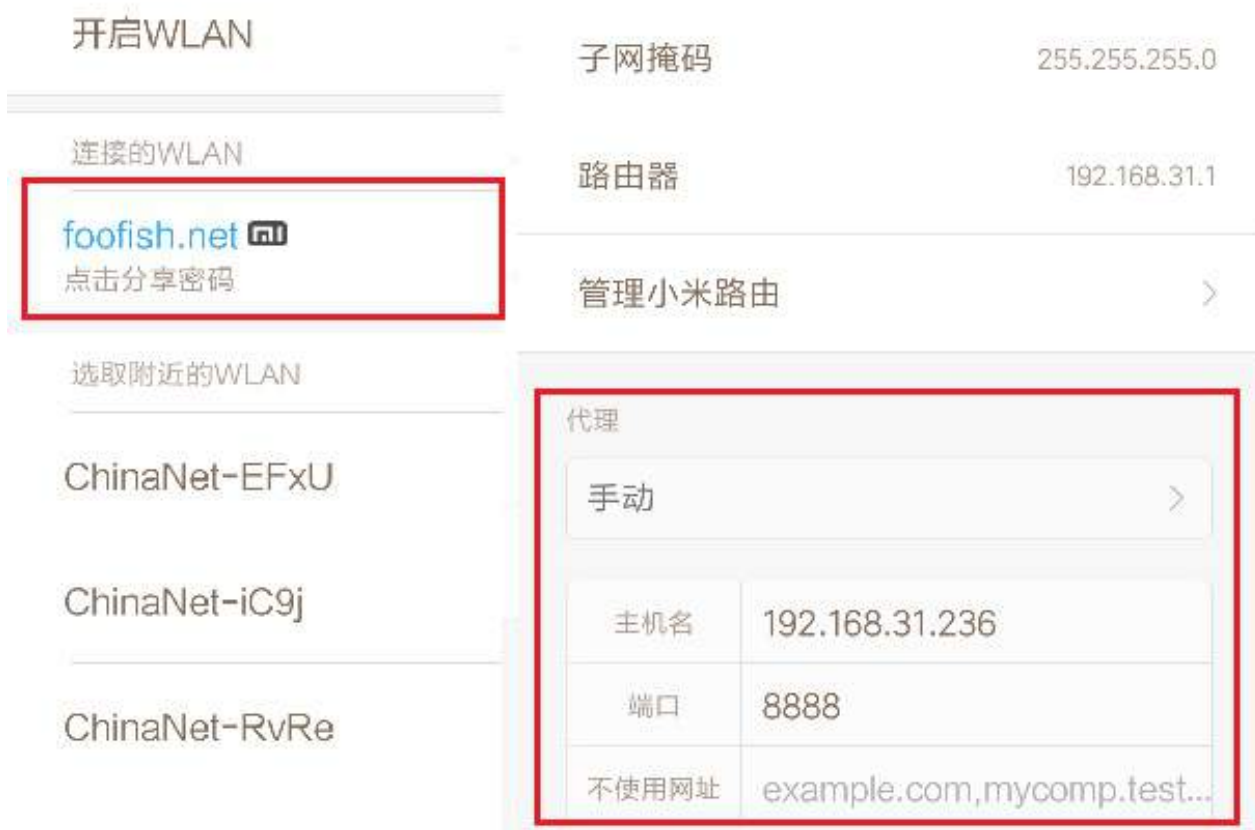 开启WLAN
连接的WLAN
foofish.net
点击分享密码
选取附近的WLAN
ChinaNet-EFxU
ChinaNet-iC9j
ChinaNet-RvRe
子网掩码 255.255.255.0
路由器 192.168.31.1
管理小米路由
代理
手动
主机名 192.168.31.236
端口 8888
不使用网址 example.com,mycomp.test...